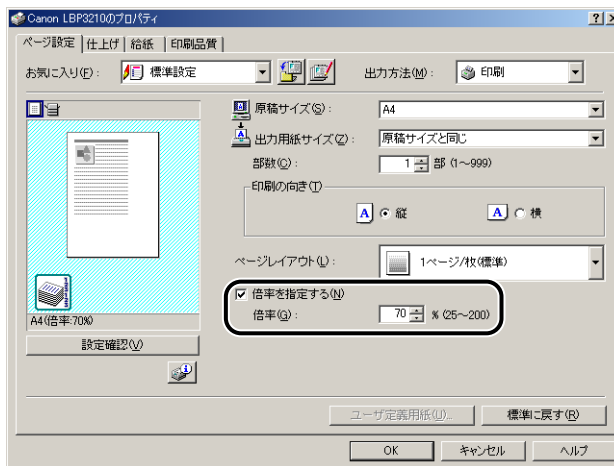 Canon LBP3210のプロパティ
ページ設定 仕上げ 給紙 印刷品質
お気に入り(F): 標準設定 出力方法(M): 印刷
原稿サイズ(S): A4
出力用紙サイズ(Z): 原稿サイズと同じ
部数(C): 1 部 (1～999)
印刷の向き(T)
A 縦 A 横
ページレイアウト(L): 1ページ/枚(標準)
倍率を指定する(N)
倍率(G): 70 % (25～200)
A4(倍率:70%)
設定確認(V)
ユーザ定義用紙(U)... 標準に戻す(R)
OK キャンセル ヘルプ